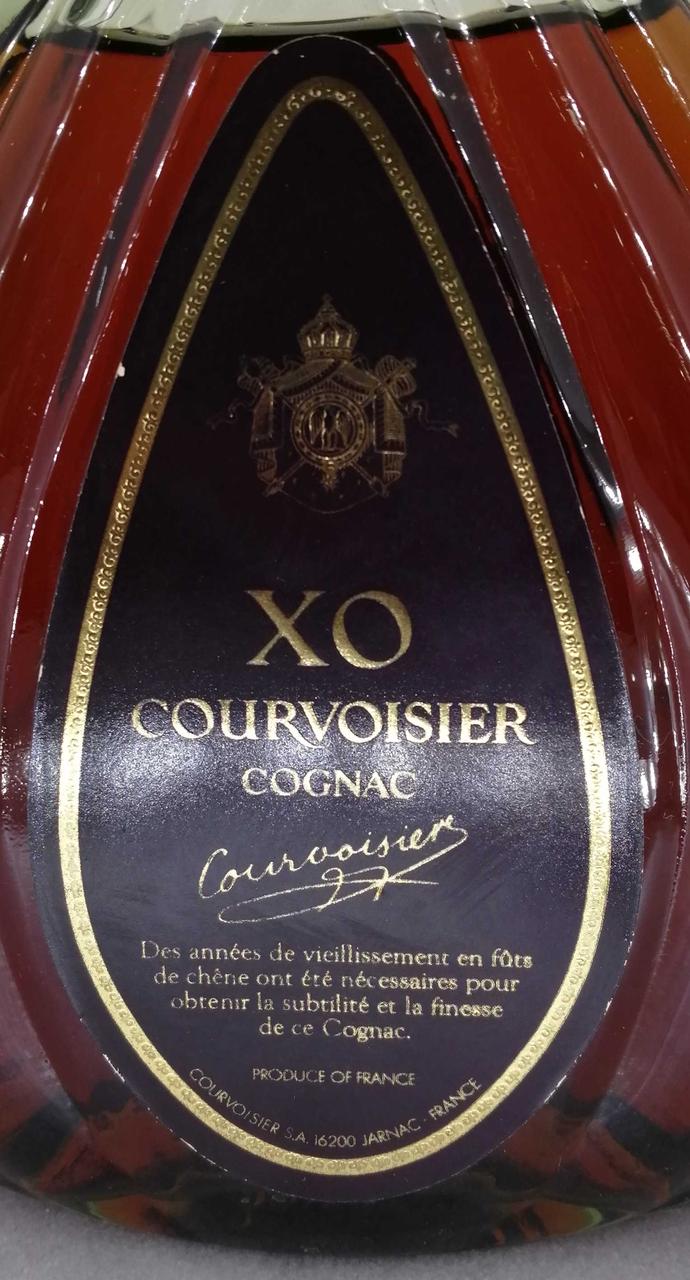 XO
COURVOISIER
COGNAC
Courvoisier
Des années de vieillissement en fûts
de chêne ont été nécessaires pour
obtenir la subtilité et la finesse
de ce Cognac.
PRODUCE OF FRANCE
COURVOISIER S.A. 16200 JARNAC - FRANCE